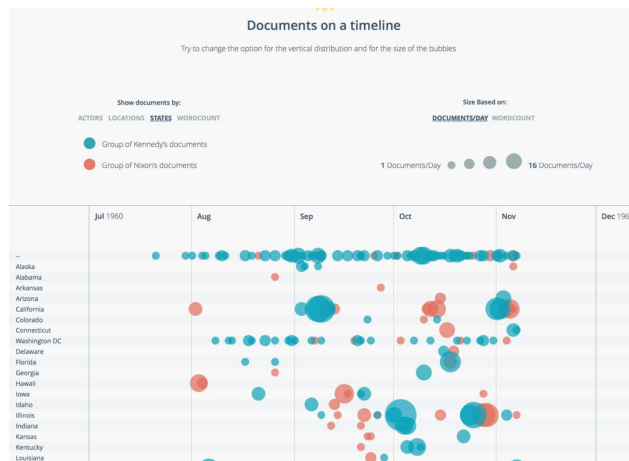 Documents on a timeline
Try to change the option for the vertical distribution and for the size of the bubbles
Show documents by:
ACTORS LOCATIONS STATES WORDCOUNT
Size Based on:
DOCUMENTS/DAY WORDCOUNT
Group of Kennedy's documents
Group of Nixon's documents
1 Documents/Day 16 Documents/Day
Jul 1960 Aug Sep Oct Nov Dec 196
--
Alaska
Alabama
Arkansas
Arizona
California
Colorado
Connecticut
Washington DC
Delaware
Florida
Georgia
Hawaii
Iowa
Idaho
Illinois
Indiana
Kansas
Kentucky
Louisiana